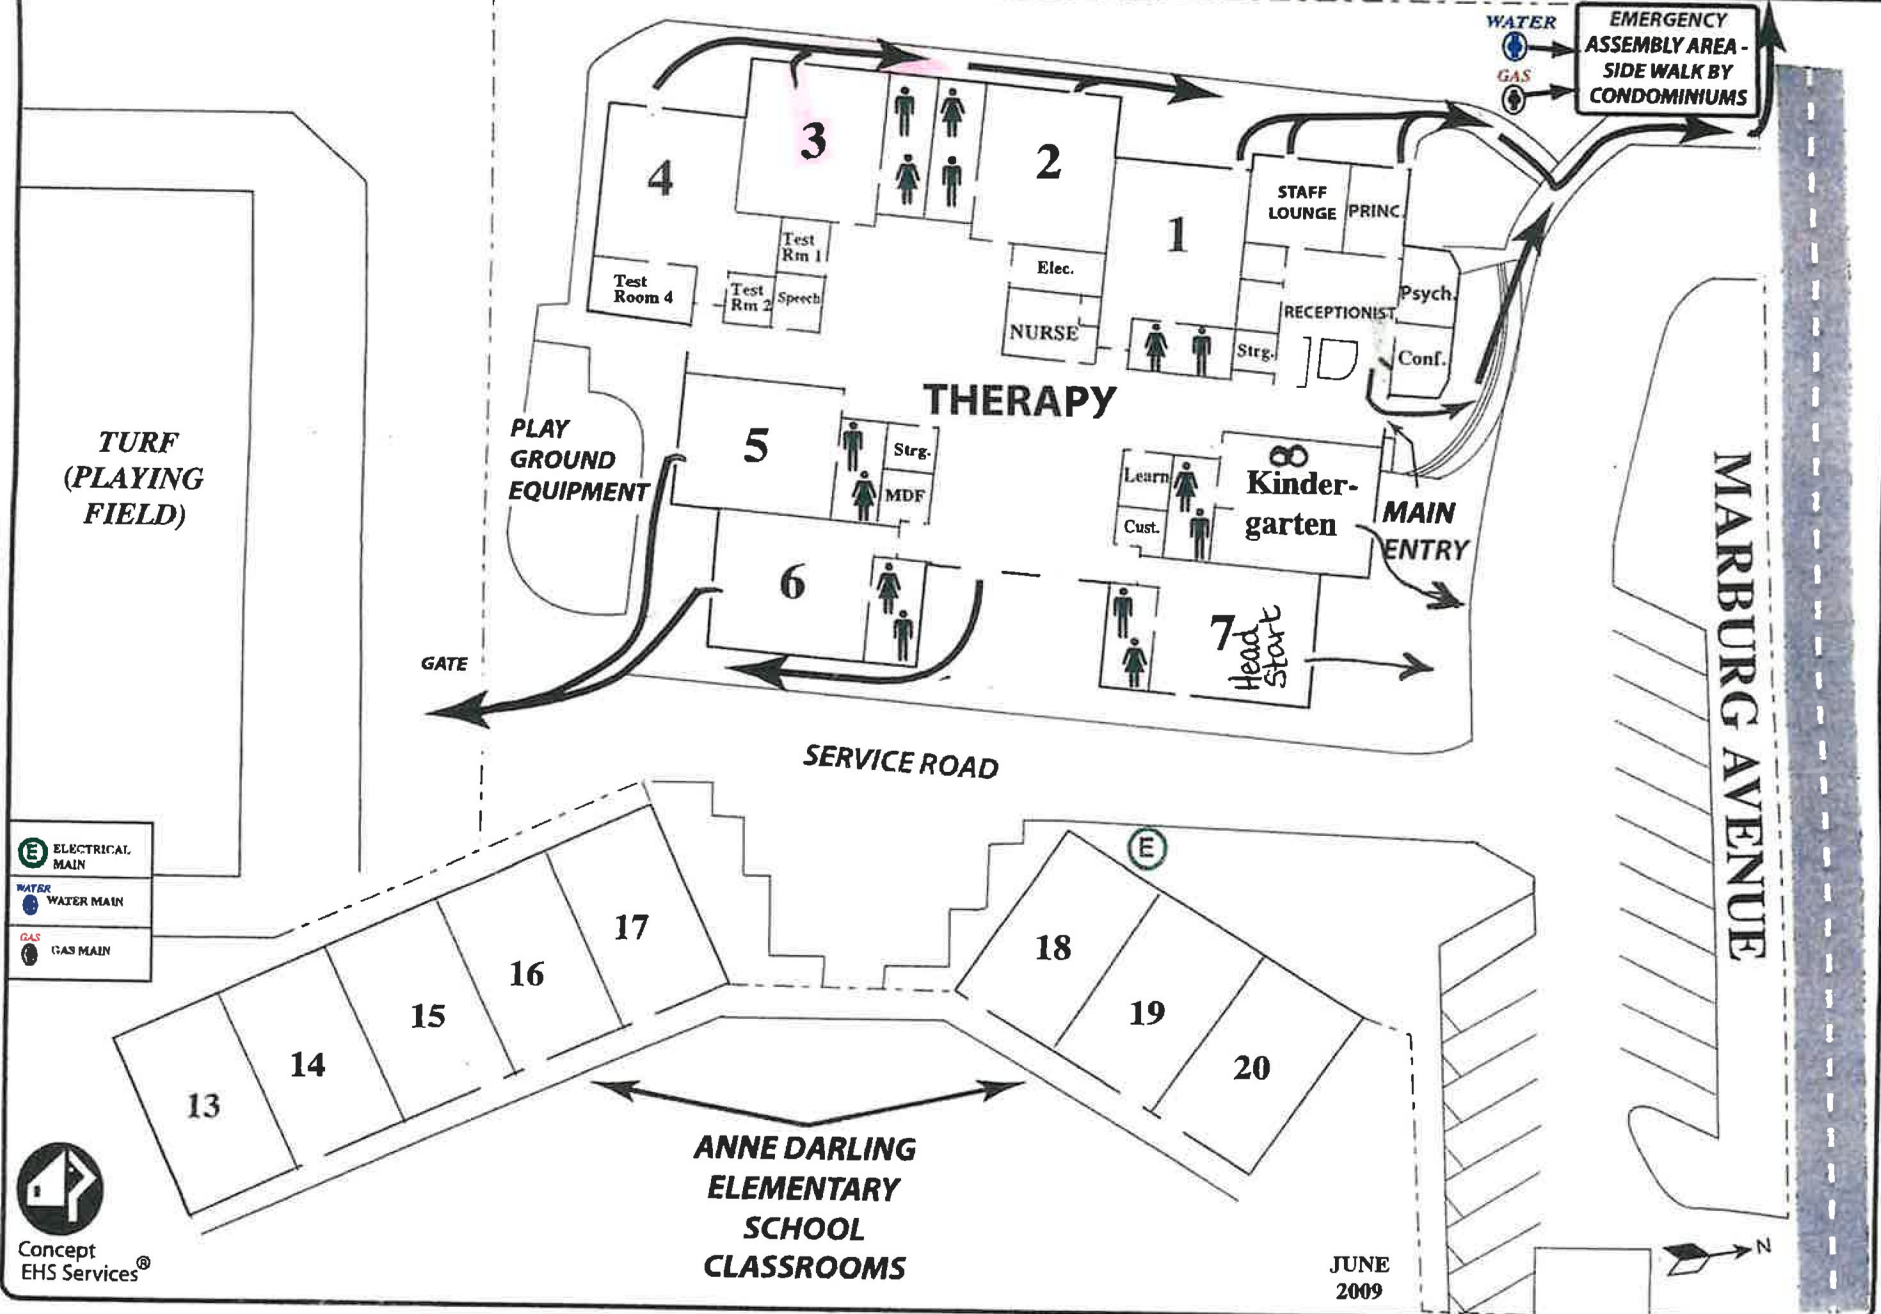 WATER
GAS
EMERGENCY
ASSEMBLY AREA -
SIDE WALK BY
CONDOMINIUMS
3
4
2
1
STAFF
LOUNGE
PRINC.
Test
Rm 1
Test
Room 4
Test
Rm 2
Speech
Elec.
NURSE
RECEPTIONIST
Psych.
Conf.
Strg.
THERAPY
TURF
(PLAYING
FIELD)
PLAY
GROUND
EQUIPMENT
5
Strg.
MDF
Learn
Cust.
8
Kinder-
garten
MAIN
ENTRY
6
7
Head
Start
GATE
MARBURG AVENUE
SERVICE ROAD
E
ELECTRICAL
MAIN
WATER
WATER MAIN
GAS
GAS MAIN
E
17
16
15
14
13
18
19
20
ANNE DARLING
ELEMENTARY
SCHOOL
CLASSROOMS
Concept
EHS Services®
JUNE
2009
N